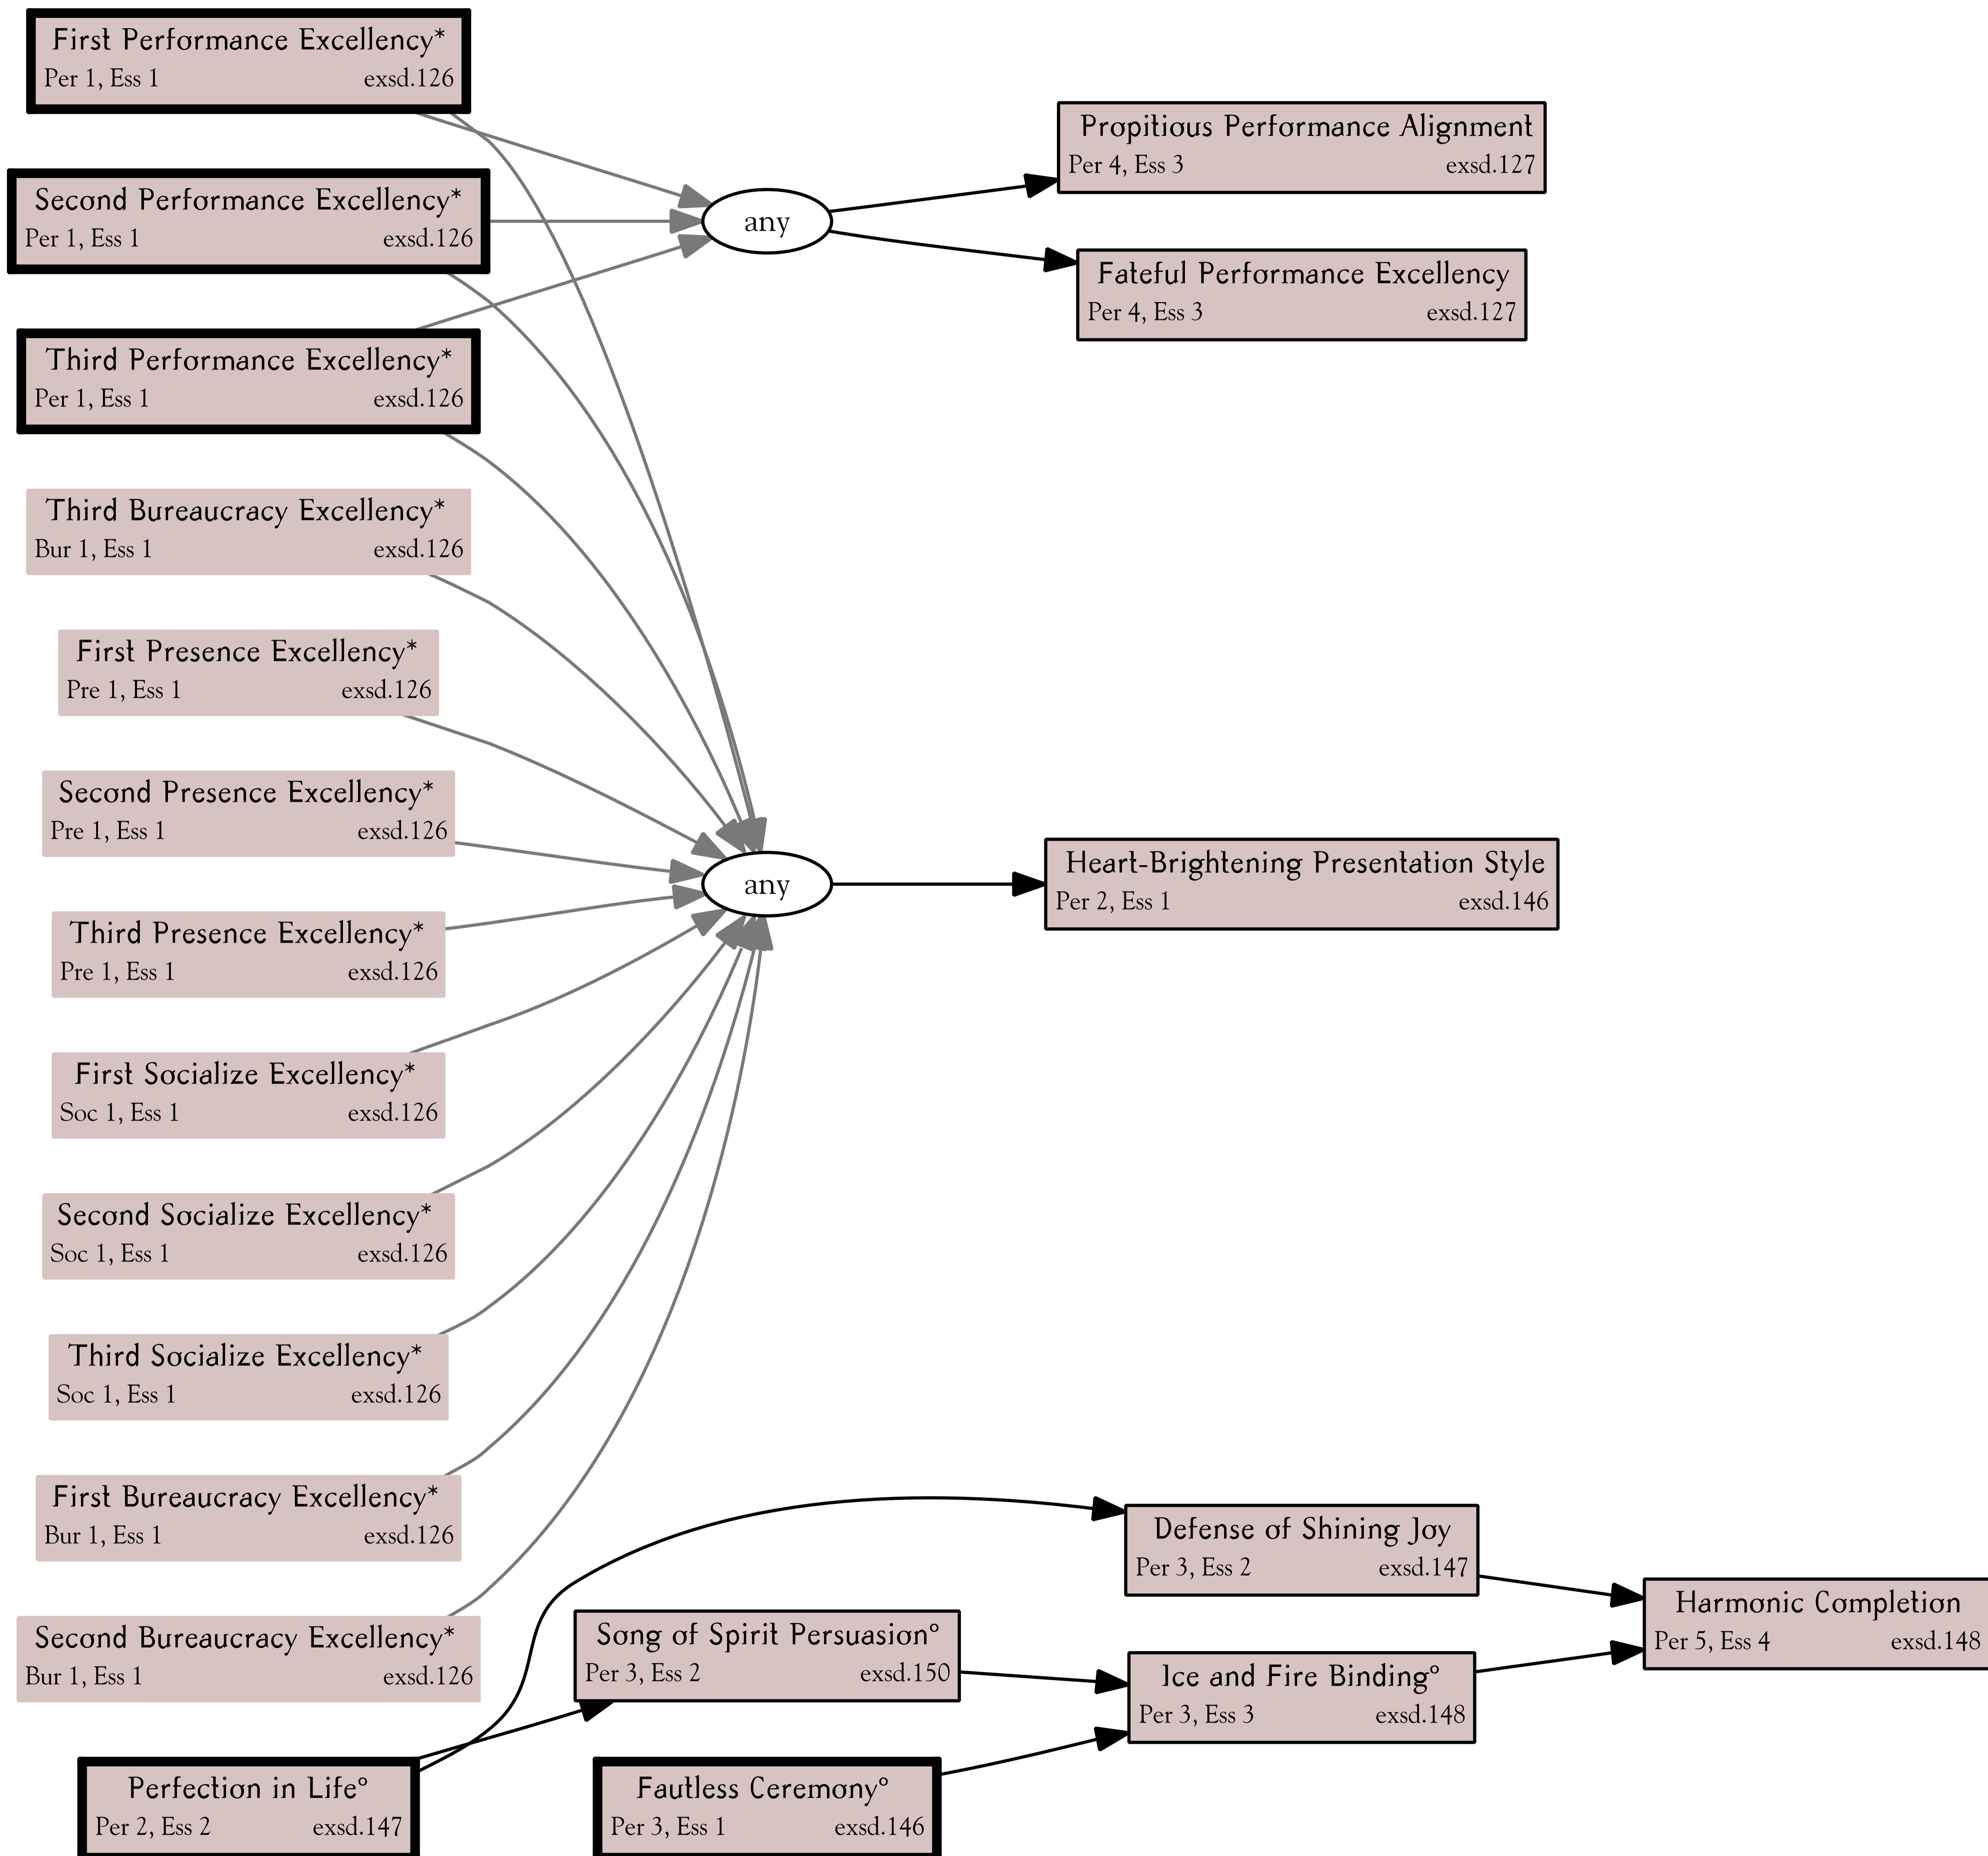 First Performance Excellency*
Per 1, Ess 1 exsd.126
Second Performance Excellency*
Per 1, Ess 1 exsd.126
Third Performance Excellency*
Per 1, Ess 1 exsd.126
Third Bureaucracy Excellency*
Bur 1, Ess 1 exsd.126
First Presence Excellency*
Pre 1, Ess 1 exsd.126
Second Presence Excellency*
Pre 1, Ess 1 exsd.126
Third Presence Excellency*
Pre 1, Ess 1 exsd.126
First Socialize Excellency*
Soc 1, Ess 1 exsd.126
Second Socialize Excellency*
Soc 1, Ess 1 exsd.126
Third Socialize Excellency*
Soc 1, Ess 1 exsd.126
First Bureaucracy Excellency*
Bur 1, Ess 1 exsd.126
Second Bureaucracy Excellency*
Bur 1, Ess 1 exsd.126
Perfection in Life°
Per 2, Ess 2 exsd.147
any
any
Song of Spirit Persuasion°
Per 3, Ess 2 exsd.150
Fautless Ceremony°
Per 3, Ess 1 exsd.146
Propitious Performance Alignment
Per 4, Ess 3 exsd.127
Fateful Performance Excellency
Per 4, Ess 3 exsd.127
Heart-Brightening Presentation Style
Per 2, Ess 1 exsd.146
Defense of Shining Joy
Per 3, Ess 2 exsd.147
Ice and Fire Binding°
Per 3, Ess 3 exsd.148
Harmonic Completion
Per 5, Ess 4 exsd.148